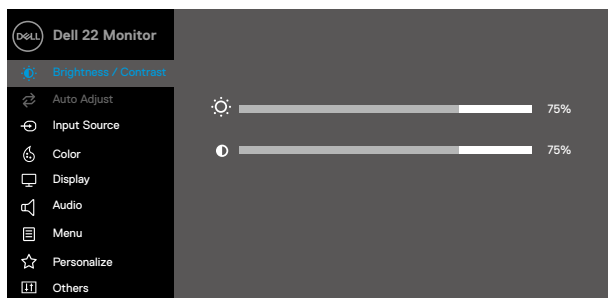 DELL
Dell 22 Monitor
Brightness / Contrast
Auto Adjust
75%
Input Source
Color
75%
Display
Audio
Menu
Personalize
Others